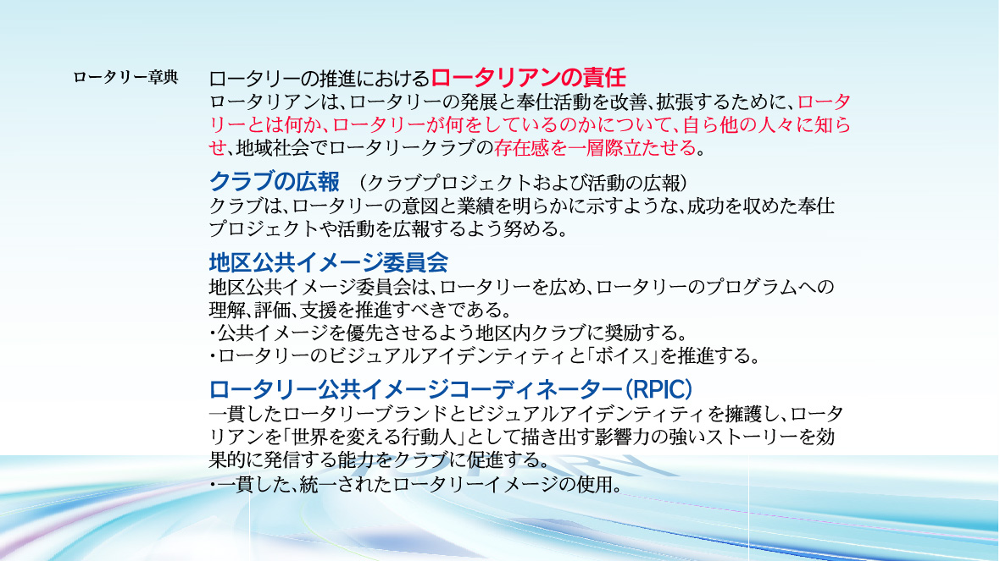 ロータリー章典
ロータリーの推進におけるロータリアンの責任
ロータリアンは、ロータリーの発展と奉仕活動を改善、拡張するために、ロータ
リーとは何か、ロータリーが何をしているのかについて、自ら他の人々に知ら
せ、地域社会でロータリークラブの存在感を一層際立たせる。
クラブの広報 （クラブプロジェクトおよび活動の広報）
クラブは、ロータリーの意図と業績を明らかに示すような、成功を収めた奉仕
プロジェクトや活動を広報するよう努める。
地区公共イメージ委員会
地区公共イメージ委員会は、ロータリーを広め、ロータリーのプログラムへの
理解、評価、支援を推進すべきである。
・公共イメージを優先させるよう地区内クラブに奨励する。
・ロータリーのビジュアルアイデンティティと「ボイス」を推進する。
ロータリー公共イメージコーディネーター（RPIC）
一貫したロータリーブランドとビジュアルアイデンティティを擁護し、ロータ
リアンを「世界を変える行動人」として描き出す影響力の強いストーリーを効
果的に発信する能力をクラブに促進する。
・一貫した、統一されたロータリーイメージの使用。